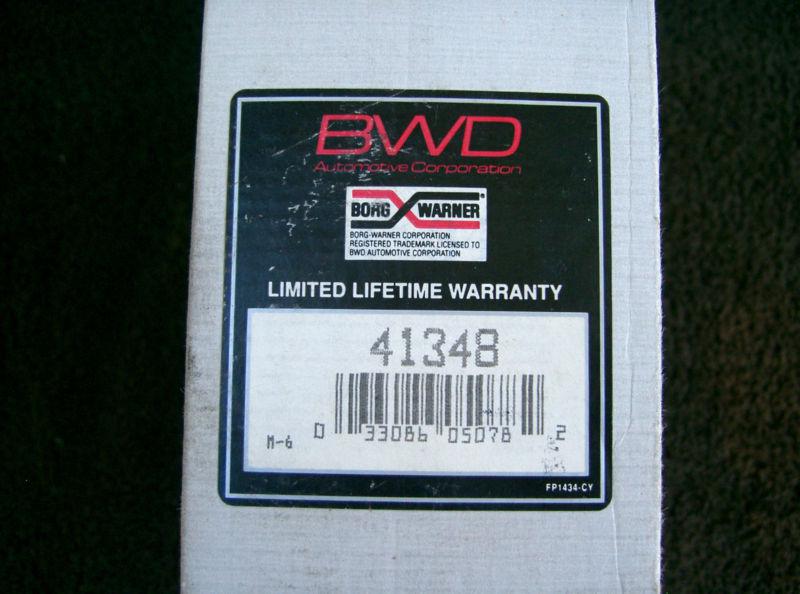 BWD
Automotive Corporation
BORG WARNER®
BORG-WARNER CORPORATION
REGISTERED TRADEMARK LICENSED TO
BWD AUTOMOTIVE CORPORATION
LIMITED LIFETIME WARRANTY
41348
M-6 0 33086 05078 2
FP1434-CY